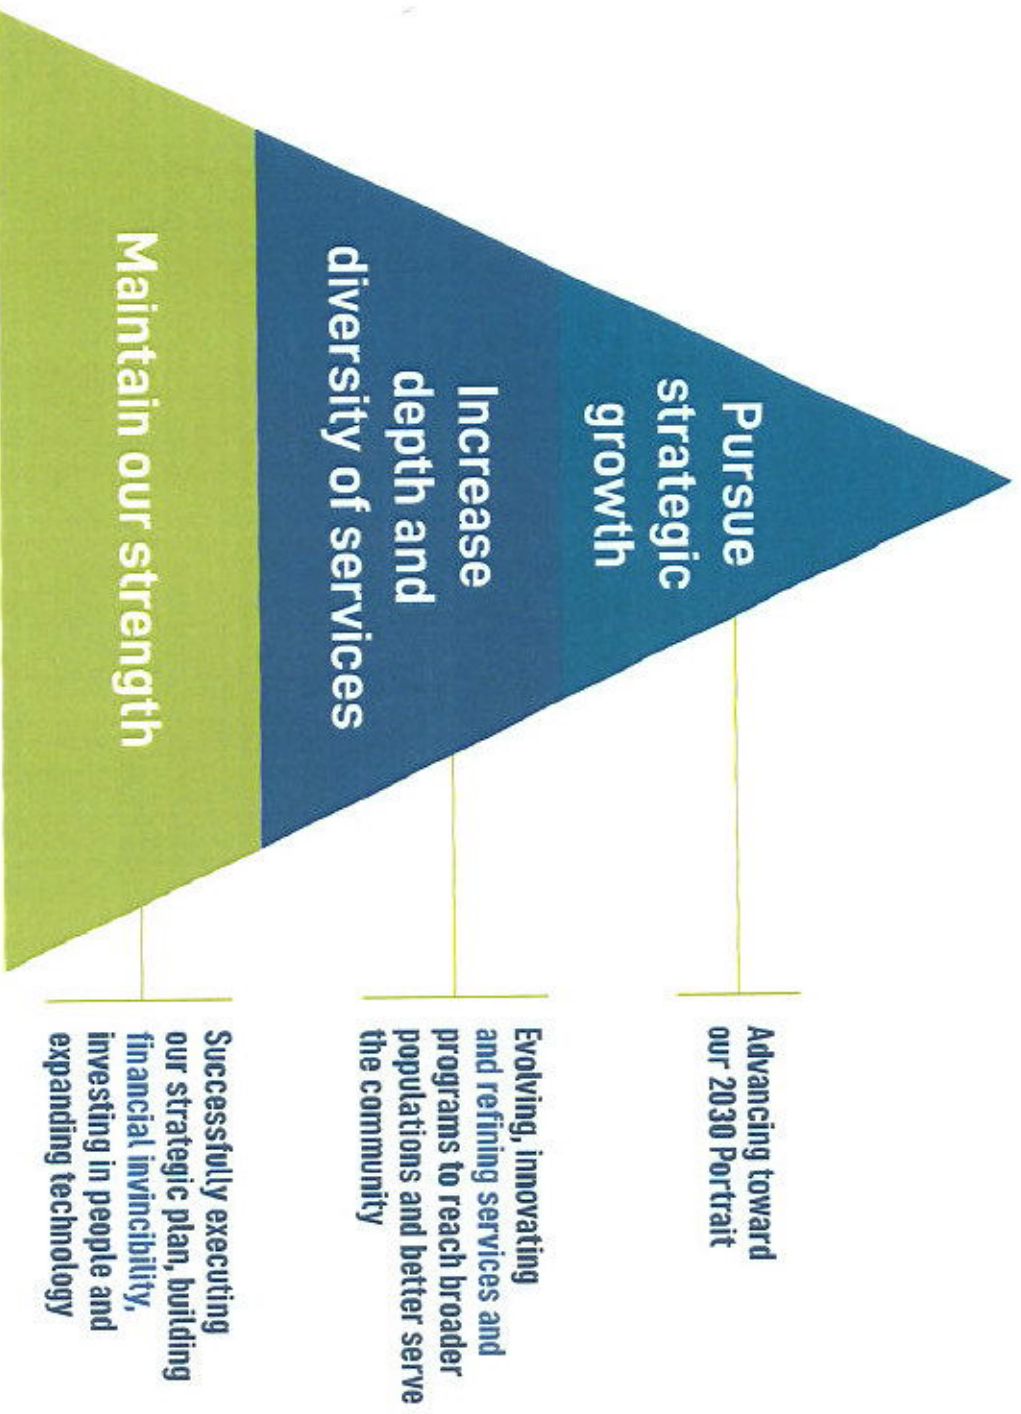 Pursue
strategic
growth
Advancing toward
our 2030 Portrait
Increase
depth and
diversity of services
Evolving, innovating
and refining services and
programs to reach broader
populations and better serve
the community
Maintain our strength
Successfully executing
our strategic plan, building
financial invincibility,
investing in people and
expanding technology